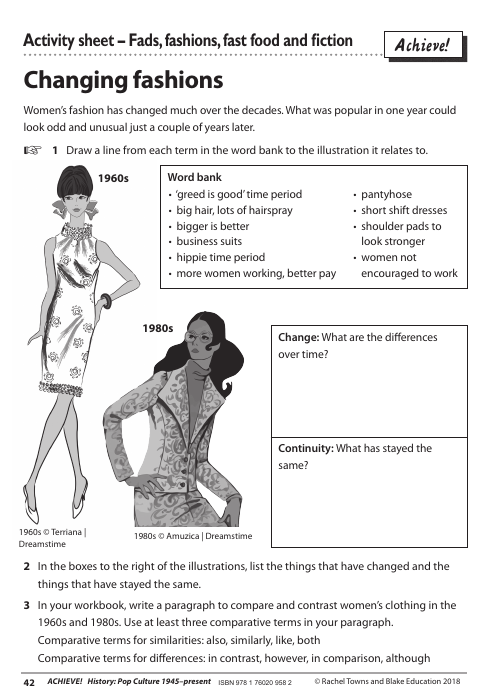 Activity sheet – Fads, fashions, fast food and fiction
Achieve!
Changing fashions
Women's fashion has changed much over the decades. What was popular in one year could
look odd and unusual just a couple of years later.
☞ 1 Draw a line from each term in the word bank to the illustration it relates to.
1960s
Word bank
• 'greed is good' time period
• big hair, lots of hairspray
• bigger is better
• business suits
• hippie time period
• more women working, better pay
• pantyhose
• short shift dresses
• shoulder pads to
look stronger
• women not
encouraged to work
1980s
Change: What are the differences
over time?
Continuity: What has stayed the
same?
1960s © Terriana |
Dreamstime
1980s © Amuzica | Dreamstime
2 In the boxes to the right of the illustrations, list the things that have changed and the
things that have stayed the same.
3 In your workbook, write a paragraph to compare and contrast women's clothing in the
1960s and 1980s. Use at least three comparative terms in your paragraph.
Comparative terms for similarities: also, similarly, like, both
Comparative terms for differences: in contrast, however, in comparison, although
42 ACHIEVE! History: Pop Culture 1945–present ISBN 978 1 76020 958 2 © Rachel Towns and Blake Education 2018